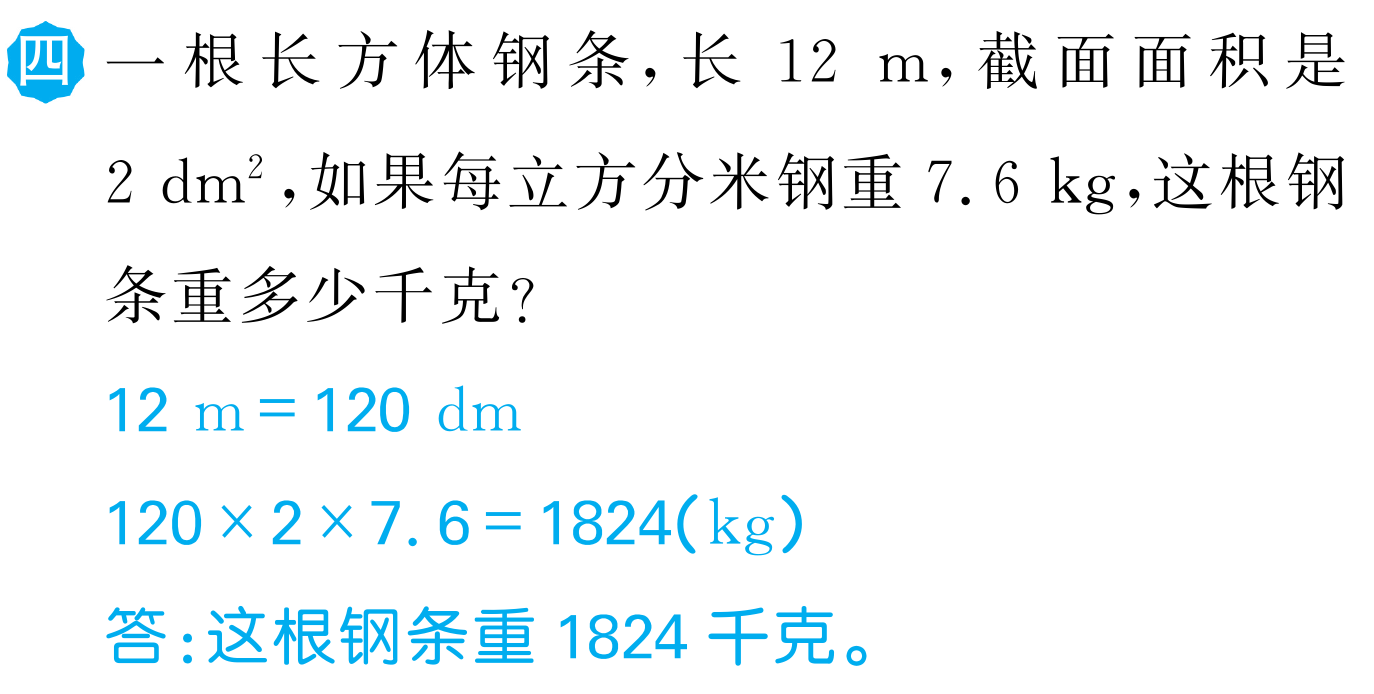 四 一根长方体钢条,长 12 m,截面面积是
2 dm²,如果每立方分米钢重 7.6 kg,这根钢
条重多少千克?
12 m=120 dm
120×2×7.6=1824(kg)
答:这根钢条重 1824 千克。